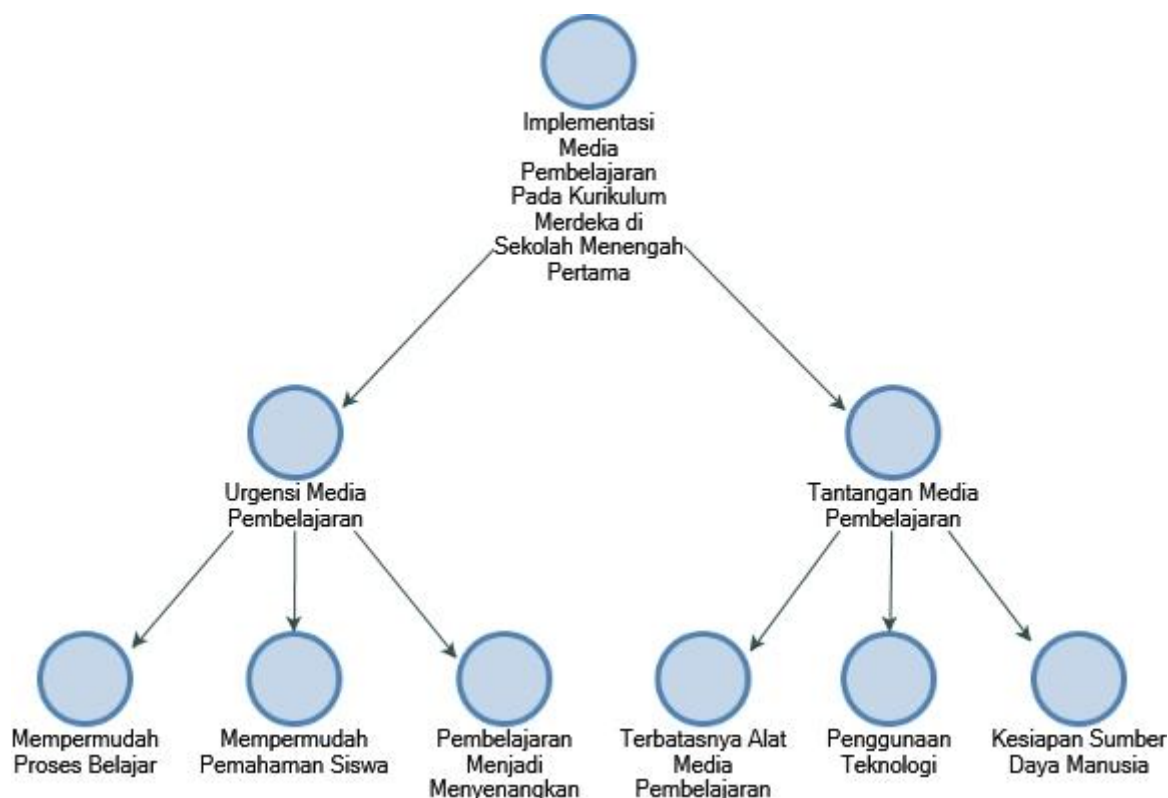 Implementasi
Media
Pembelajaran
Pada Kurikulum
Merdeka di
Sekolah Menengah
Pertama
Urgensi Media
Pembelajaran
Tantangan Media
Pembelajaran
Mempermudah
Proses Belajar
Mempermudah
Pemahaman Siswa
Pembelajaran
Menjadi
Menyenangkan
Terbatasnya Alat
Media
Pembelajaran
Penggunaan
Teknologi
Kesiapan Sumber
Daya Manusia